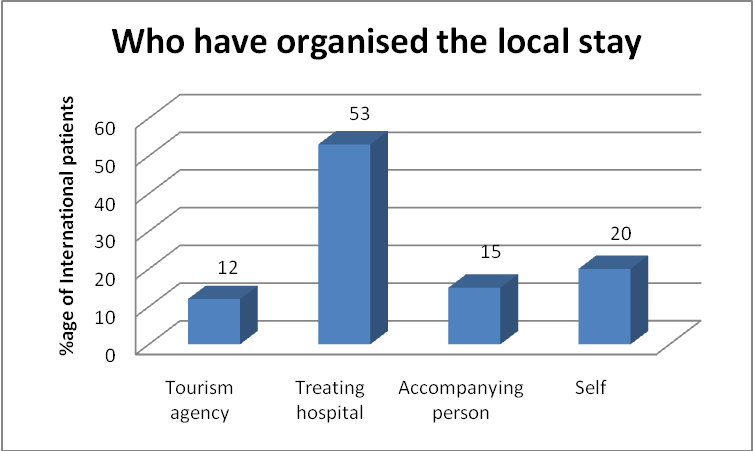 Who have organised the local stay
%age of International patients
60
50
40
30
20
10
0
12
53
15
20
Tourism
agency
Treating
hospital
Accompanying
person
Self